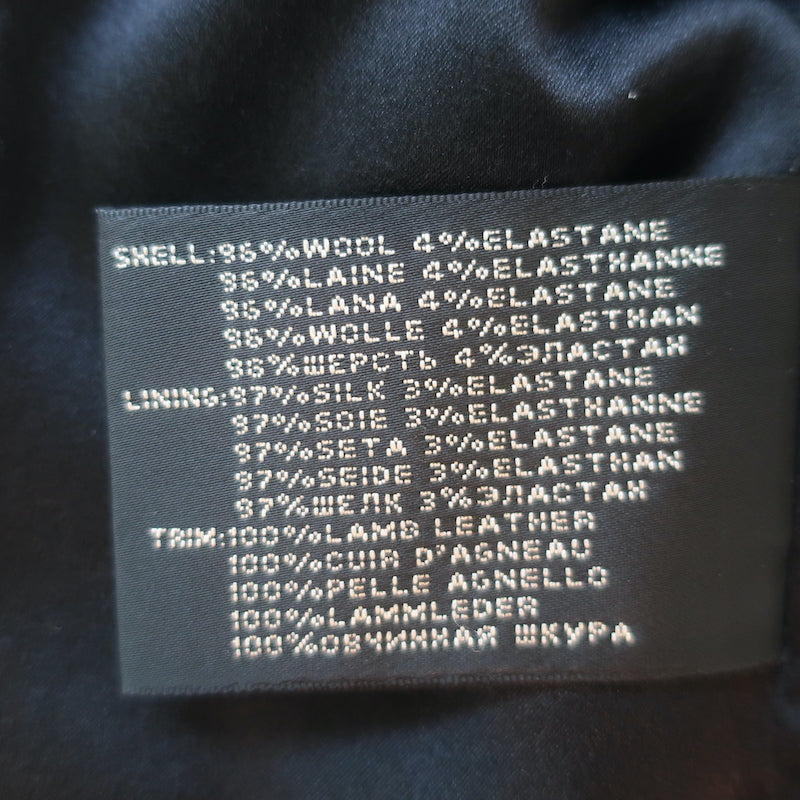 SHELL:96%WOOL 4%ELASTANE
96%LAINE 4%ELASTHANNE
96%LANA 4%ELASTANE
96%WOLLE 4%ELASTHAN
96%ШЕРСТЬ 4%ЭЛАСТАН
LINING:97%SILK 3%ELASTANE
97%SOIE 3%ELASTHANNE
97%SETA 3%ELASTANE
97%SEIDE 3%ELASTHAN
97%ШЕЛК 3%ЭЛАСТАН
TRIM:100%LAMB LEATHER
100%CUIR D'AGNEAU
100%PELLE AGNELLO
100%LAMMLEDER
100%ОВЧИННАЯ ШКУРА